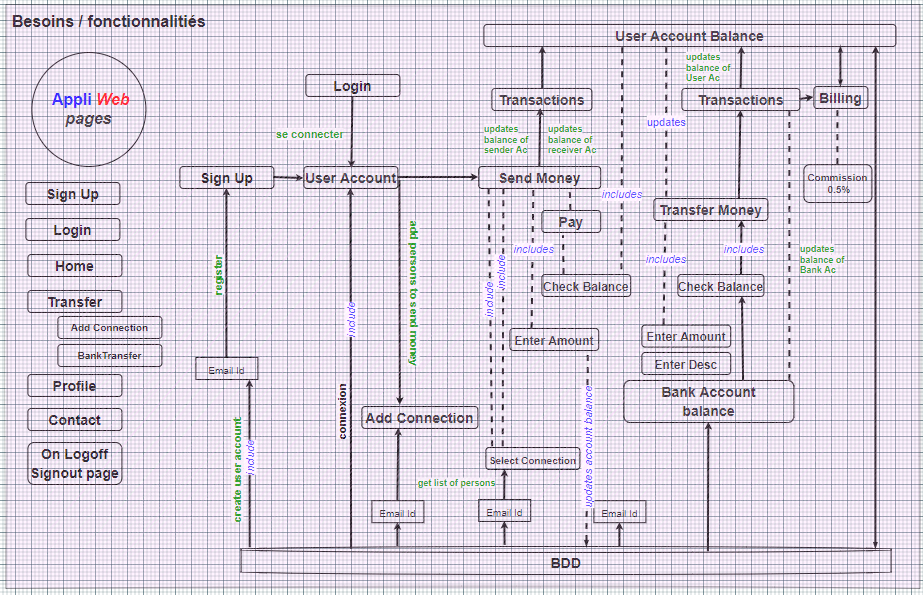 Besoins / fonctionnalités
User Account Balance
Appli Web
pages
Login
Transactions
updates
balance of
User Ac
Transactions
Billing
se connecter
updates
balance of
sender Ac
updates
balance of
receiver Ac
updates
Sign Up
User Account
Send Money
includes
Commission
0.5%
Sign Up
Login
Home
Transfer
Add Connection
BankTransfer
Profile
Contact
On Logoff
Signout page
register
include
add persons to send money
include
include
Pay
includes
Transfer Money
includes
includes
updates
balance of
Bank Ac
Check Balance
Check Balance
Enter Amount
Enter Amount
Enter Desc
Email Id
Bank Account
balance
connexion
Add Connection
create user account
include
updates account balance
Select Connection
get list of persons
Email Id
Email Id
Email Id
BDD